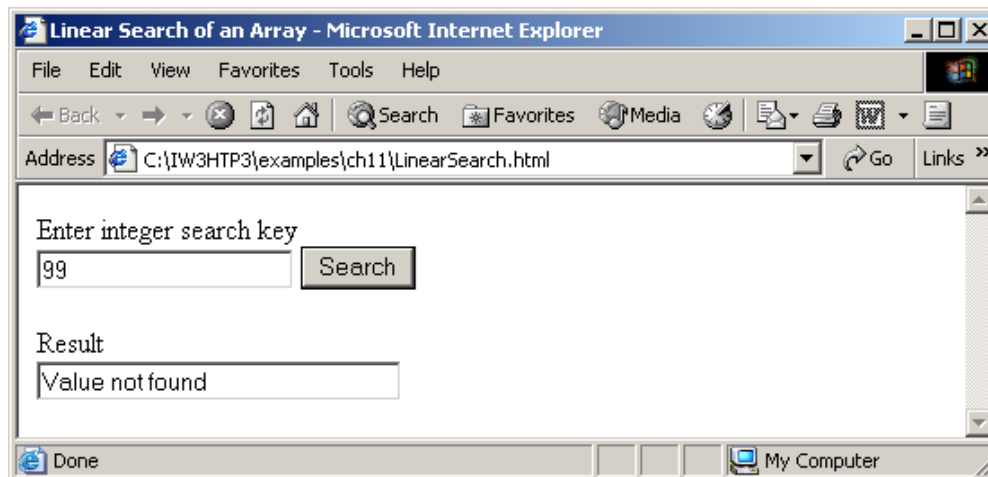 Linear Search of an Array - Microsoft Internet Explorer
File Edit View Favorites Tools Help
Back Search Favorites Media
Address C:\IW3HTP3\examples\ch11\LinearSearch.html Go Links »
Enter integer search key
99 Search
Result
Value not found
Done My Computer